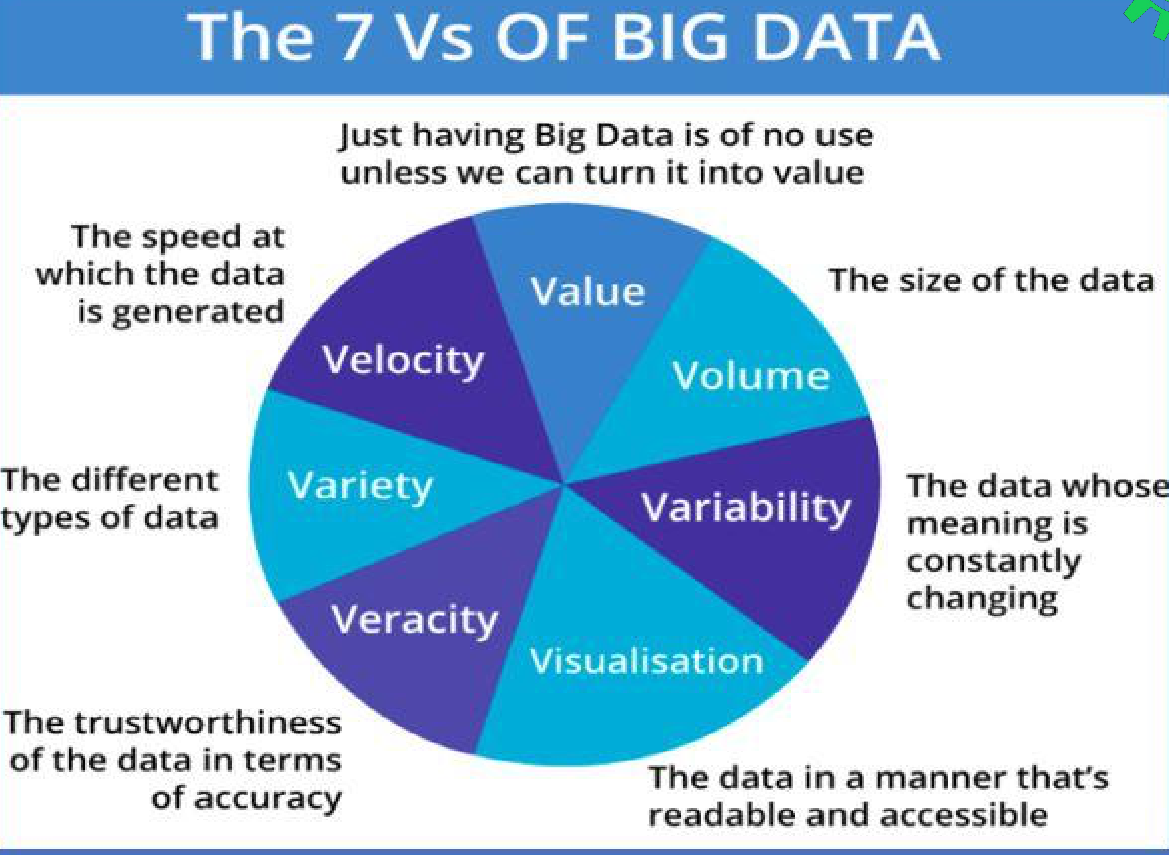 The 7 Vs OF BIG DATA
Just having Big Data is of no use
unless we can turn it into value
The speed at
which the data
is generated
Value
The size of the data
Velocity
Volume
The different
types of data
Variety
Variability
The data whose
meaning is
constantly
changing
Veracity
Visualisation
The trustworthiness
of the data in terms
of accuracy
The data in a manner that's
readable and accessible